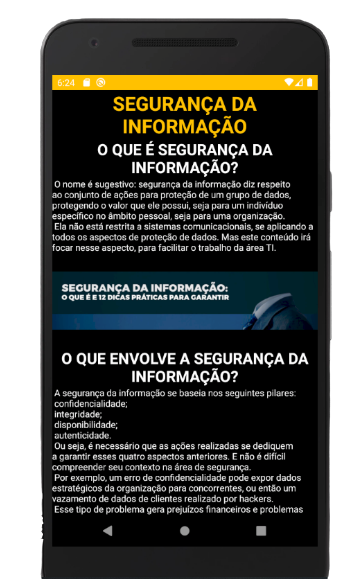 6:24
SEGURANÇA DA
INFORMAÇÃO
O QUE É SEGURANÇA DA
INFORMAÇÃO?
O nome é sugestivo: segurança da informação diz respeito
ao conjunto de ações para proteção de um grupo de dados,
protegendo o valor que ele possui, seja para um indivíduo
específico no âmbito pessoal, seja para uma organização.
Ela não está restrita a sistemas comunicacionais, se aplicando a
todos os aspectos de proteção de dados. Mas este conteúdo irá
focar nesse aspecto, para facilitar o trabalho da área TI.
SEGURANÇA DA INFORMAÇÃO:
O QUE É E 12 DICAS PRÁTICAS PARA GARANTIR
O QUE ENVOLVE A SEGURANÇA DA
INFORMAÇÃO?
A segurança da informação se baseia nos seguintes pilares:
confidencialidade;
integridade;
disponibilidade;
autenticidade.
Ou seja, é necessário que as ações realizadas se dediquem
a garantir esses quatro aspectos anteriores. E não é difícil
compreender seu contexto na área de segurança.
Por exemplo, um erro de confidencialidade pode expor dados
estratégicos da organização para concorrentes, ou então um
vazamento de dados de clientes realizado por hackers.
Esse tipo de problema gera prejuízos financeiros e problemas